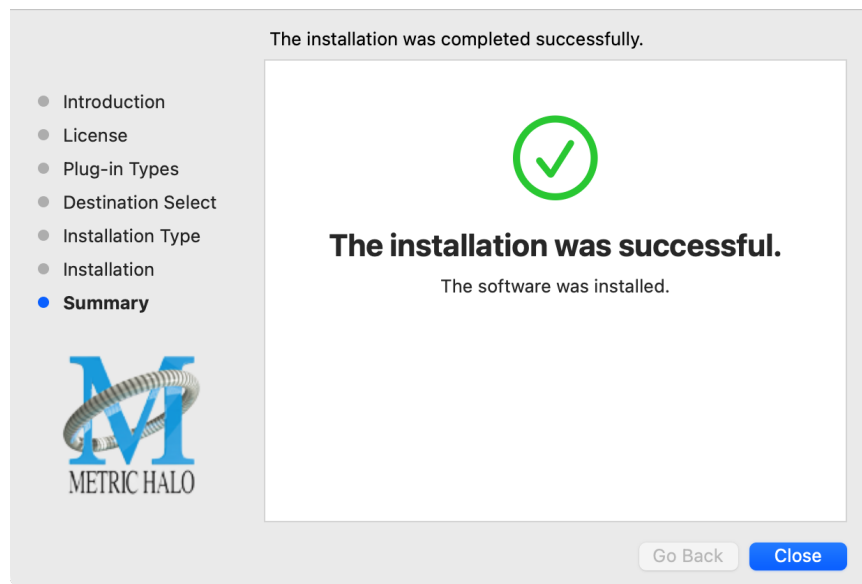 The installation was completed successfully.
Introduction
License
Plug-in Types
Destination Select
Installation Type
Installation
Summary
METRIC HALO
The installation was successful.
The software was installed.
Go Back
Close